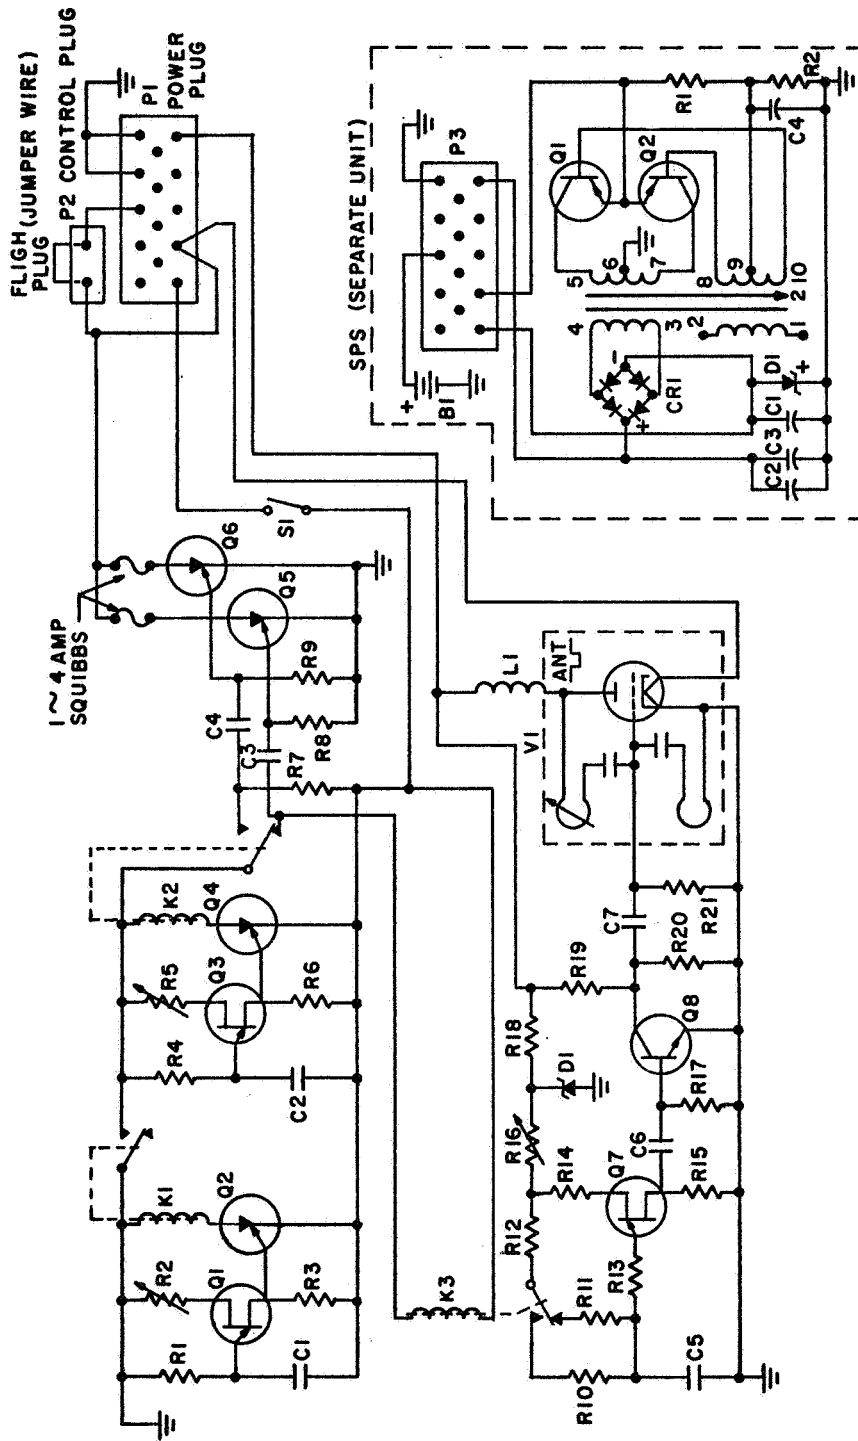 FLIGH (JUMPER WIRE)
PLUG
P2 CONTROL PLUG
P1
POWER
PLUG
1~4 AMP
SQUIBBS
Q6
Q5
S1
C4
C3
R9
R8
R7
K2
Q4
R5
Q3
R4
R6
C2
K1
Q2
R2
Q1
R1
R3
C1
K3
SPS (SEPARATE UNIT)
P3
+
B1
Q1
Q2
R1
R2
C4
5
6
7
8
9
10
2
4
3
2
1
-
+
CR1
D1
+
C1
C3
C2
L1
ANT
V1
C7
R19
R20
R21
R18
D1
Q8
R17
R16
R14
C6
Q7
R15
R12
R13
R11
R10
C5